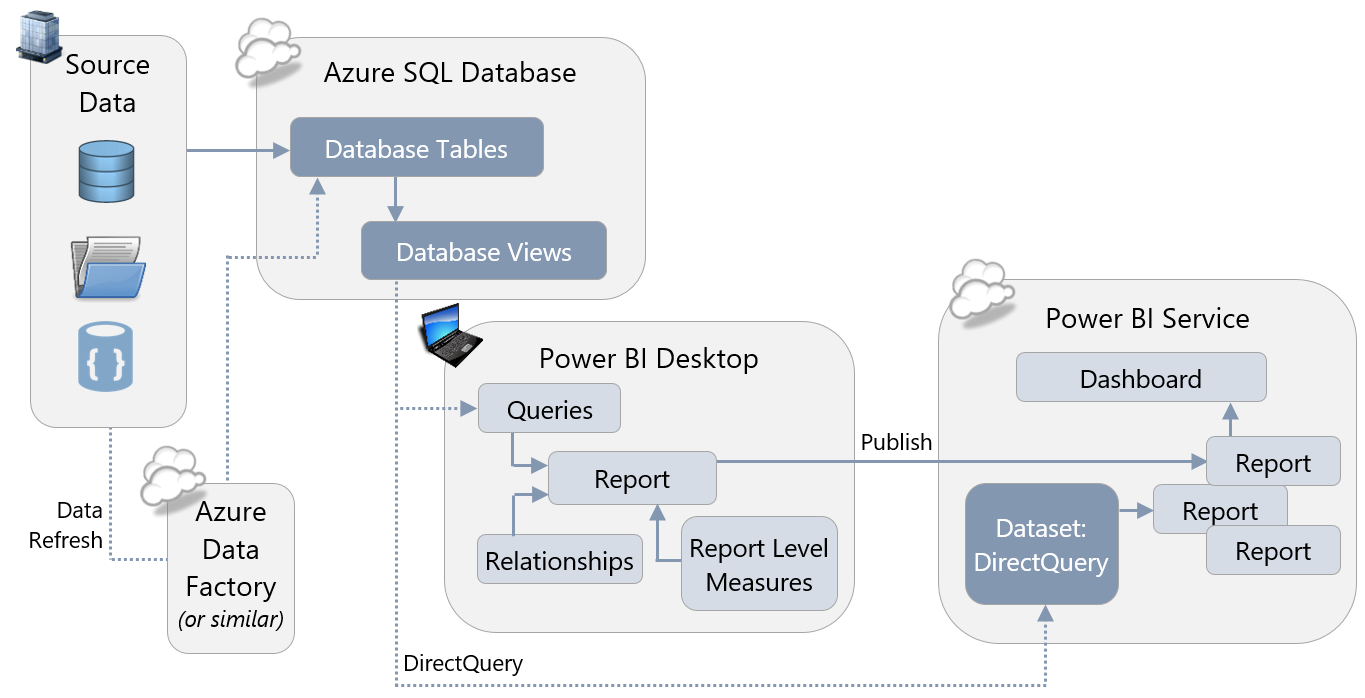 Source
Data
Azure SQL Database
Database Tables
Database Views
Data
Refresh
Azure
Data
Factory
(or similar)
Power BI Desktop
Queries
Report
Relationships
Report Level
Measures
Publish
DirectQuery
Power BI Service
Dashboard
Report
Report
Report
Dataset:
DirectQuery
{ }